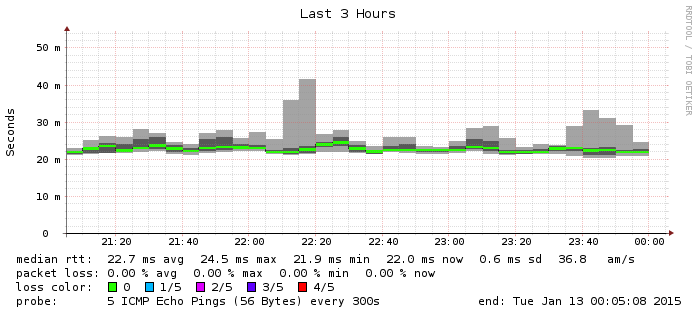 Last 3 Hours
RRDTOOL / TOBI OETIKER
Seconds
50 m
40 m
30 m
20 m
10 m
0
21:20 21:40 22:00 22:20 22:40 23:00 23:20 23:40 00:00
median rtt: 22.7 ms avg 24.5 ms max 21.9 ms min 22.0 ms now 0.6 ms sd 36.8 am/s
packet loss: 0.00 % avg 0.00 % max 0.00 % min 0.00 % now
loss color: 0 1/5 2/5 3/5 4/5
probe: 5 ICMP Echo Pings (56 Bytes) every 300s end: Tue Jan 13 00:05:08 2015